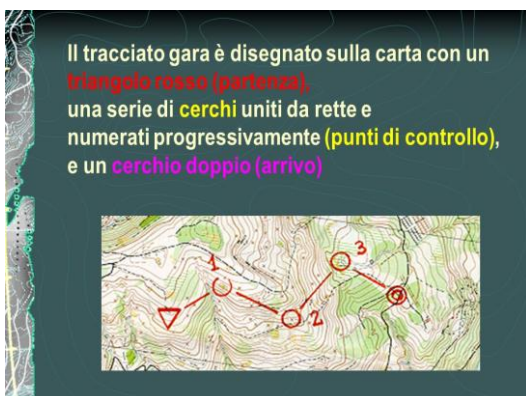 Il tracciato gara è disegnato sulla carta con un
triangolo rosso (partenza),
una serie di cerchi uniti da rette e
numerati progressivamente (punti di controllo),
e un cerchio doppio (arrivo)
1
3
2